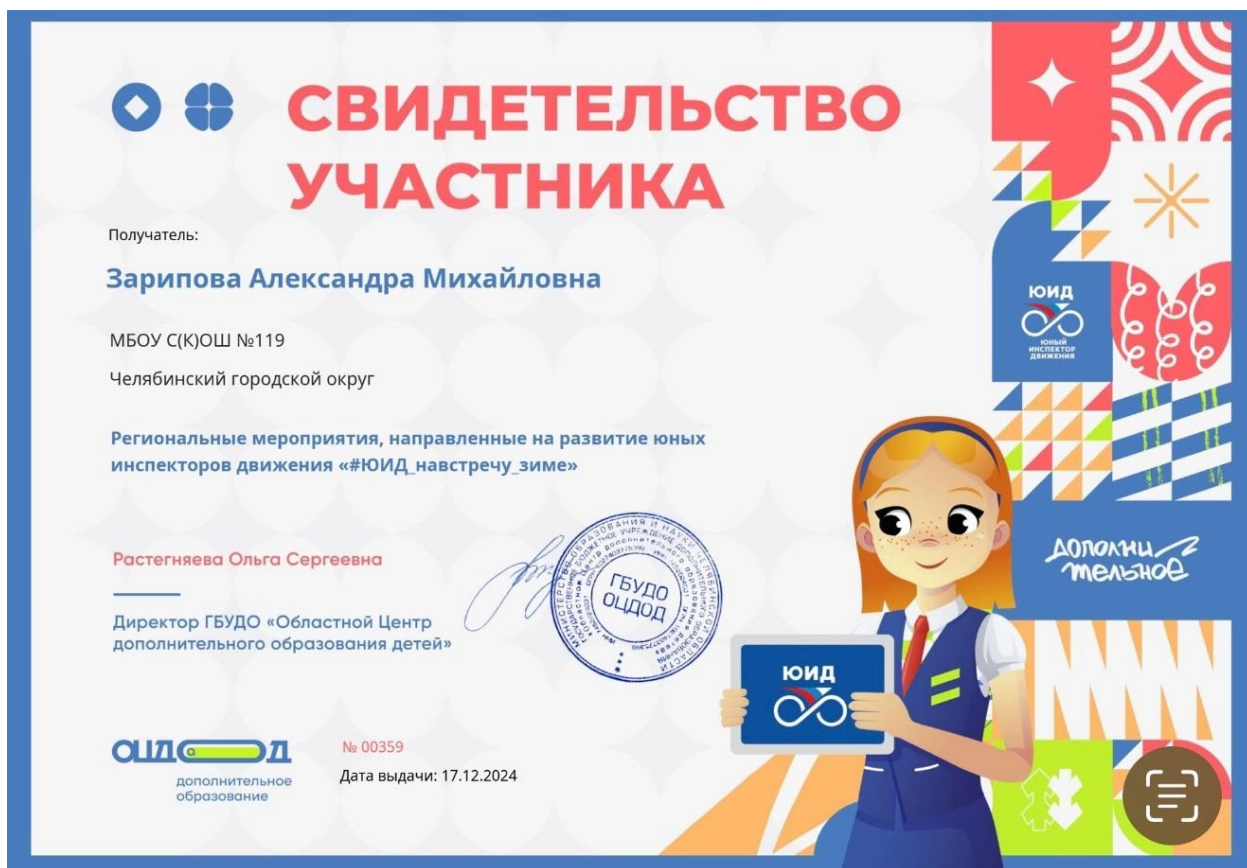 СВИДЕТЕЛЬСТВО
УЧАСТНИКА
Получатель:
Зарипова Александра Михайловна
МБОУ С(К)ОШ №119
Челябинский городской округ
Региональные мероприятия, направленные на развитие юных
инспекторов движения «#ЮИД_навстречу_зиме»
Растегняева Ольга Сергеевна
Директор ГБУДО «Областной Центр
дополнительного образования детей»
ГБУДО
ОЦДОД
оцдод
дополнительное
образование
№ 00359
Дата выдачи: 17.12.2024
ЮИД
ЮНЫЙ
ИНСПЕКТОР
ДВИЖЕНИЯ
дополни
тельное
ЮИД